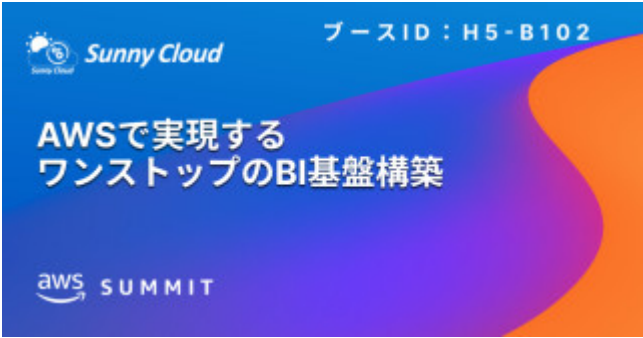 ブースID：H5-B102
Sunny Cloud
Sunny Cloud
AWSで実現する
ワンストップのBI基盤構築
aws SUMMIT